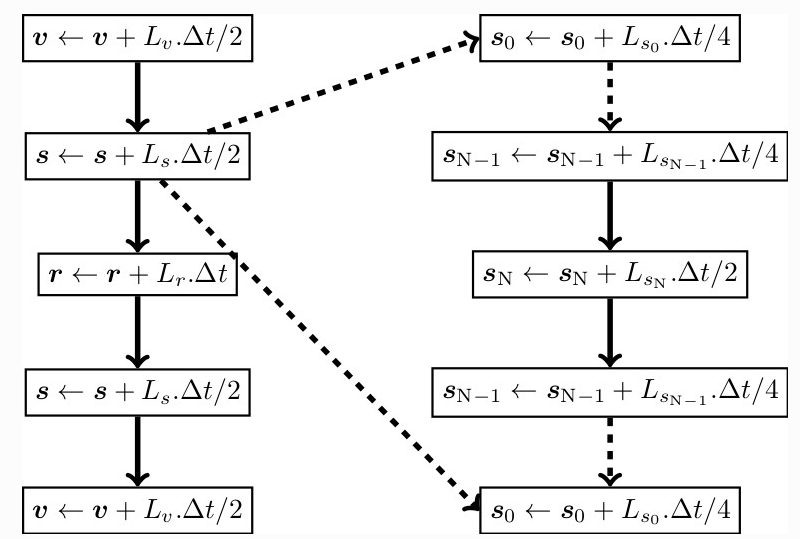 v ← v + L_v.Δt/2
s ← s + L_s.Δt/2
r ← r + L_r.Δt
s ← s + L_s.Δt/2
v ← v + L_v.Δt/2
s_0 ← s_0 + L_{s_0}.Δt/4
s_{N−1} ← s_{N−1} + L_{s_{N−1}}.Δt/4
s_N ← s_N + L_{s_N}.Δt/2
s_{N−1} ← s_{N−1} + L_{s_{N−1}}.Δt/4
s_0 ← s_0 + L_{s_0}.Δt/4